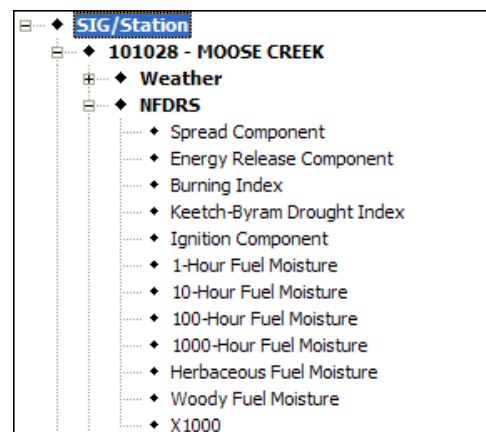 SIG/Station
101028 - MOOSE CREEK
Weather
NFDRS
Spread Component
Energy Release Component
Burning Index
Keetch-Byram Drought Index
Ignition Component
1-Hour Fuel Moisture
10-Hour Fuel Moisture
100-Hour Fuel Moisture
1000-Hour Fuel Moisture
Herbaceous Fuel Moisture
Woody Fuel Moisture
X1000